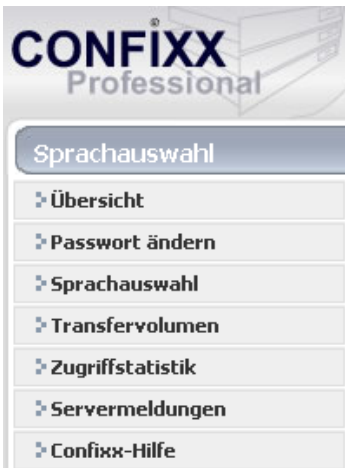 CONFIXX
Professional
Sprachauswahl
Übersicht
Passwort ändern
Sprachauswahl
Transfervolumen
Zugriffstatistik
Servermeldungen
Confixx-Hilfe